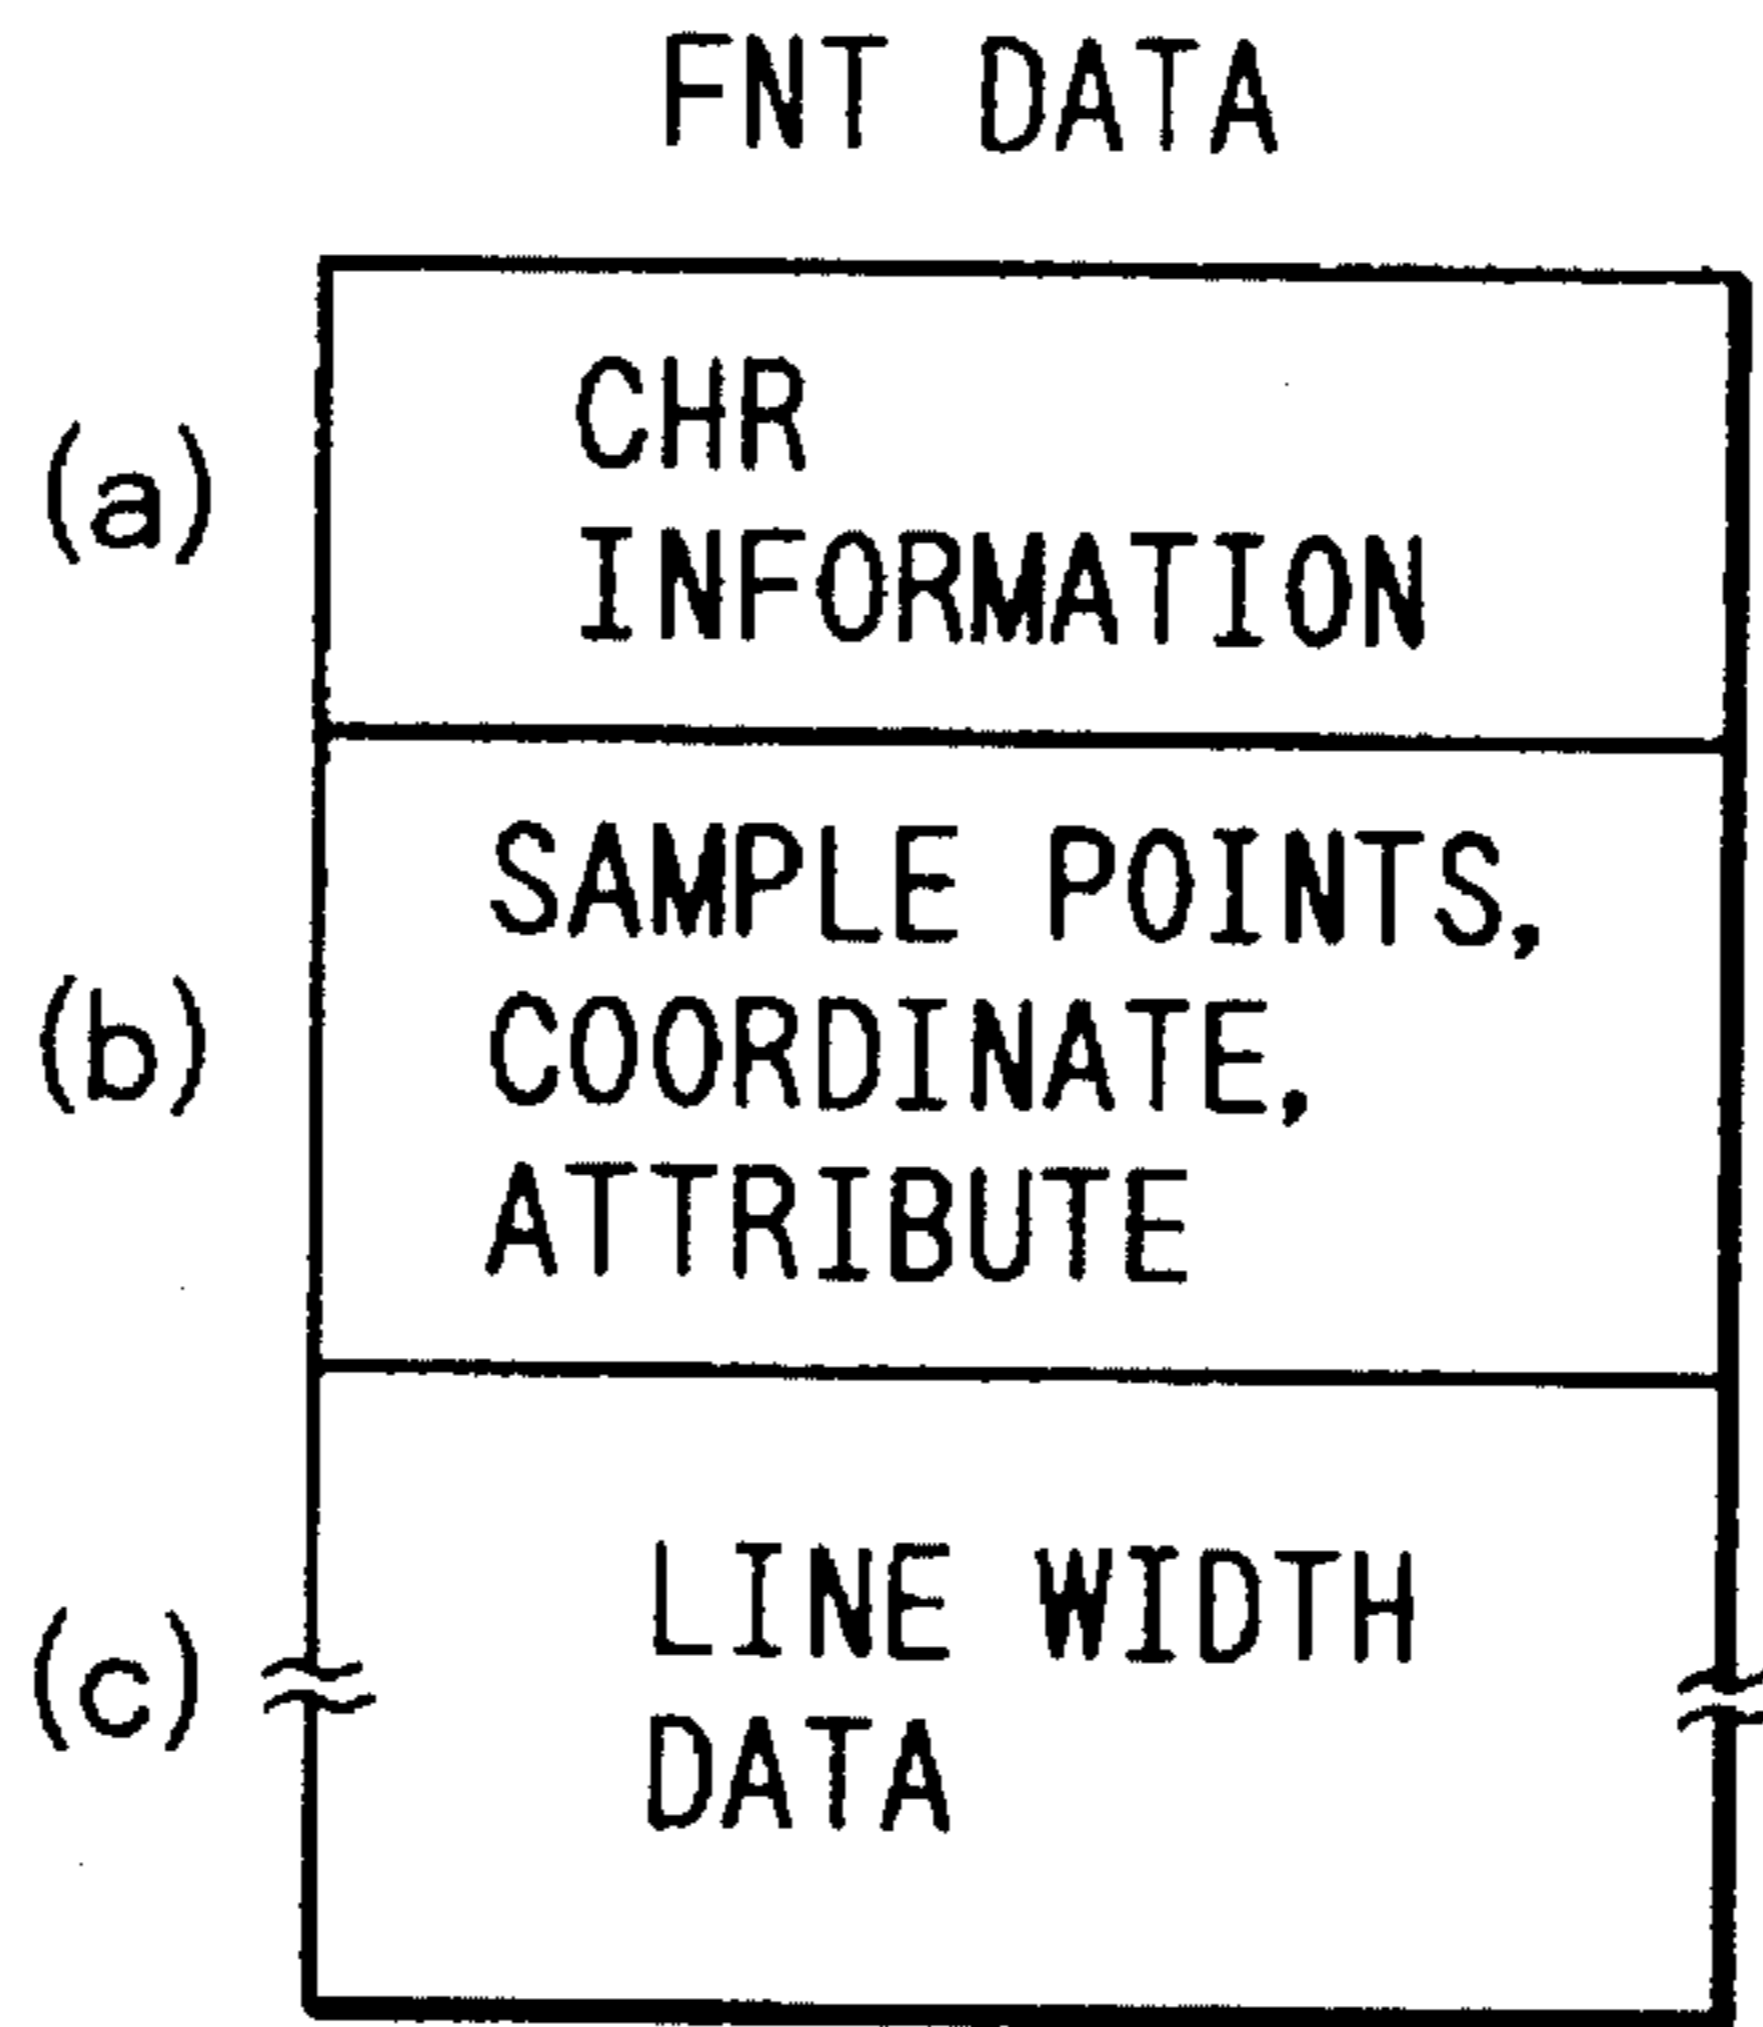 FNT DATA
(a)
CHR
INFORMATION
(b)
SAMPLE POINTS,
COORDINATE,
ATTRIBUTE
(c)
LINE WIDTH
DATA